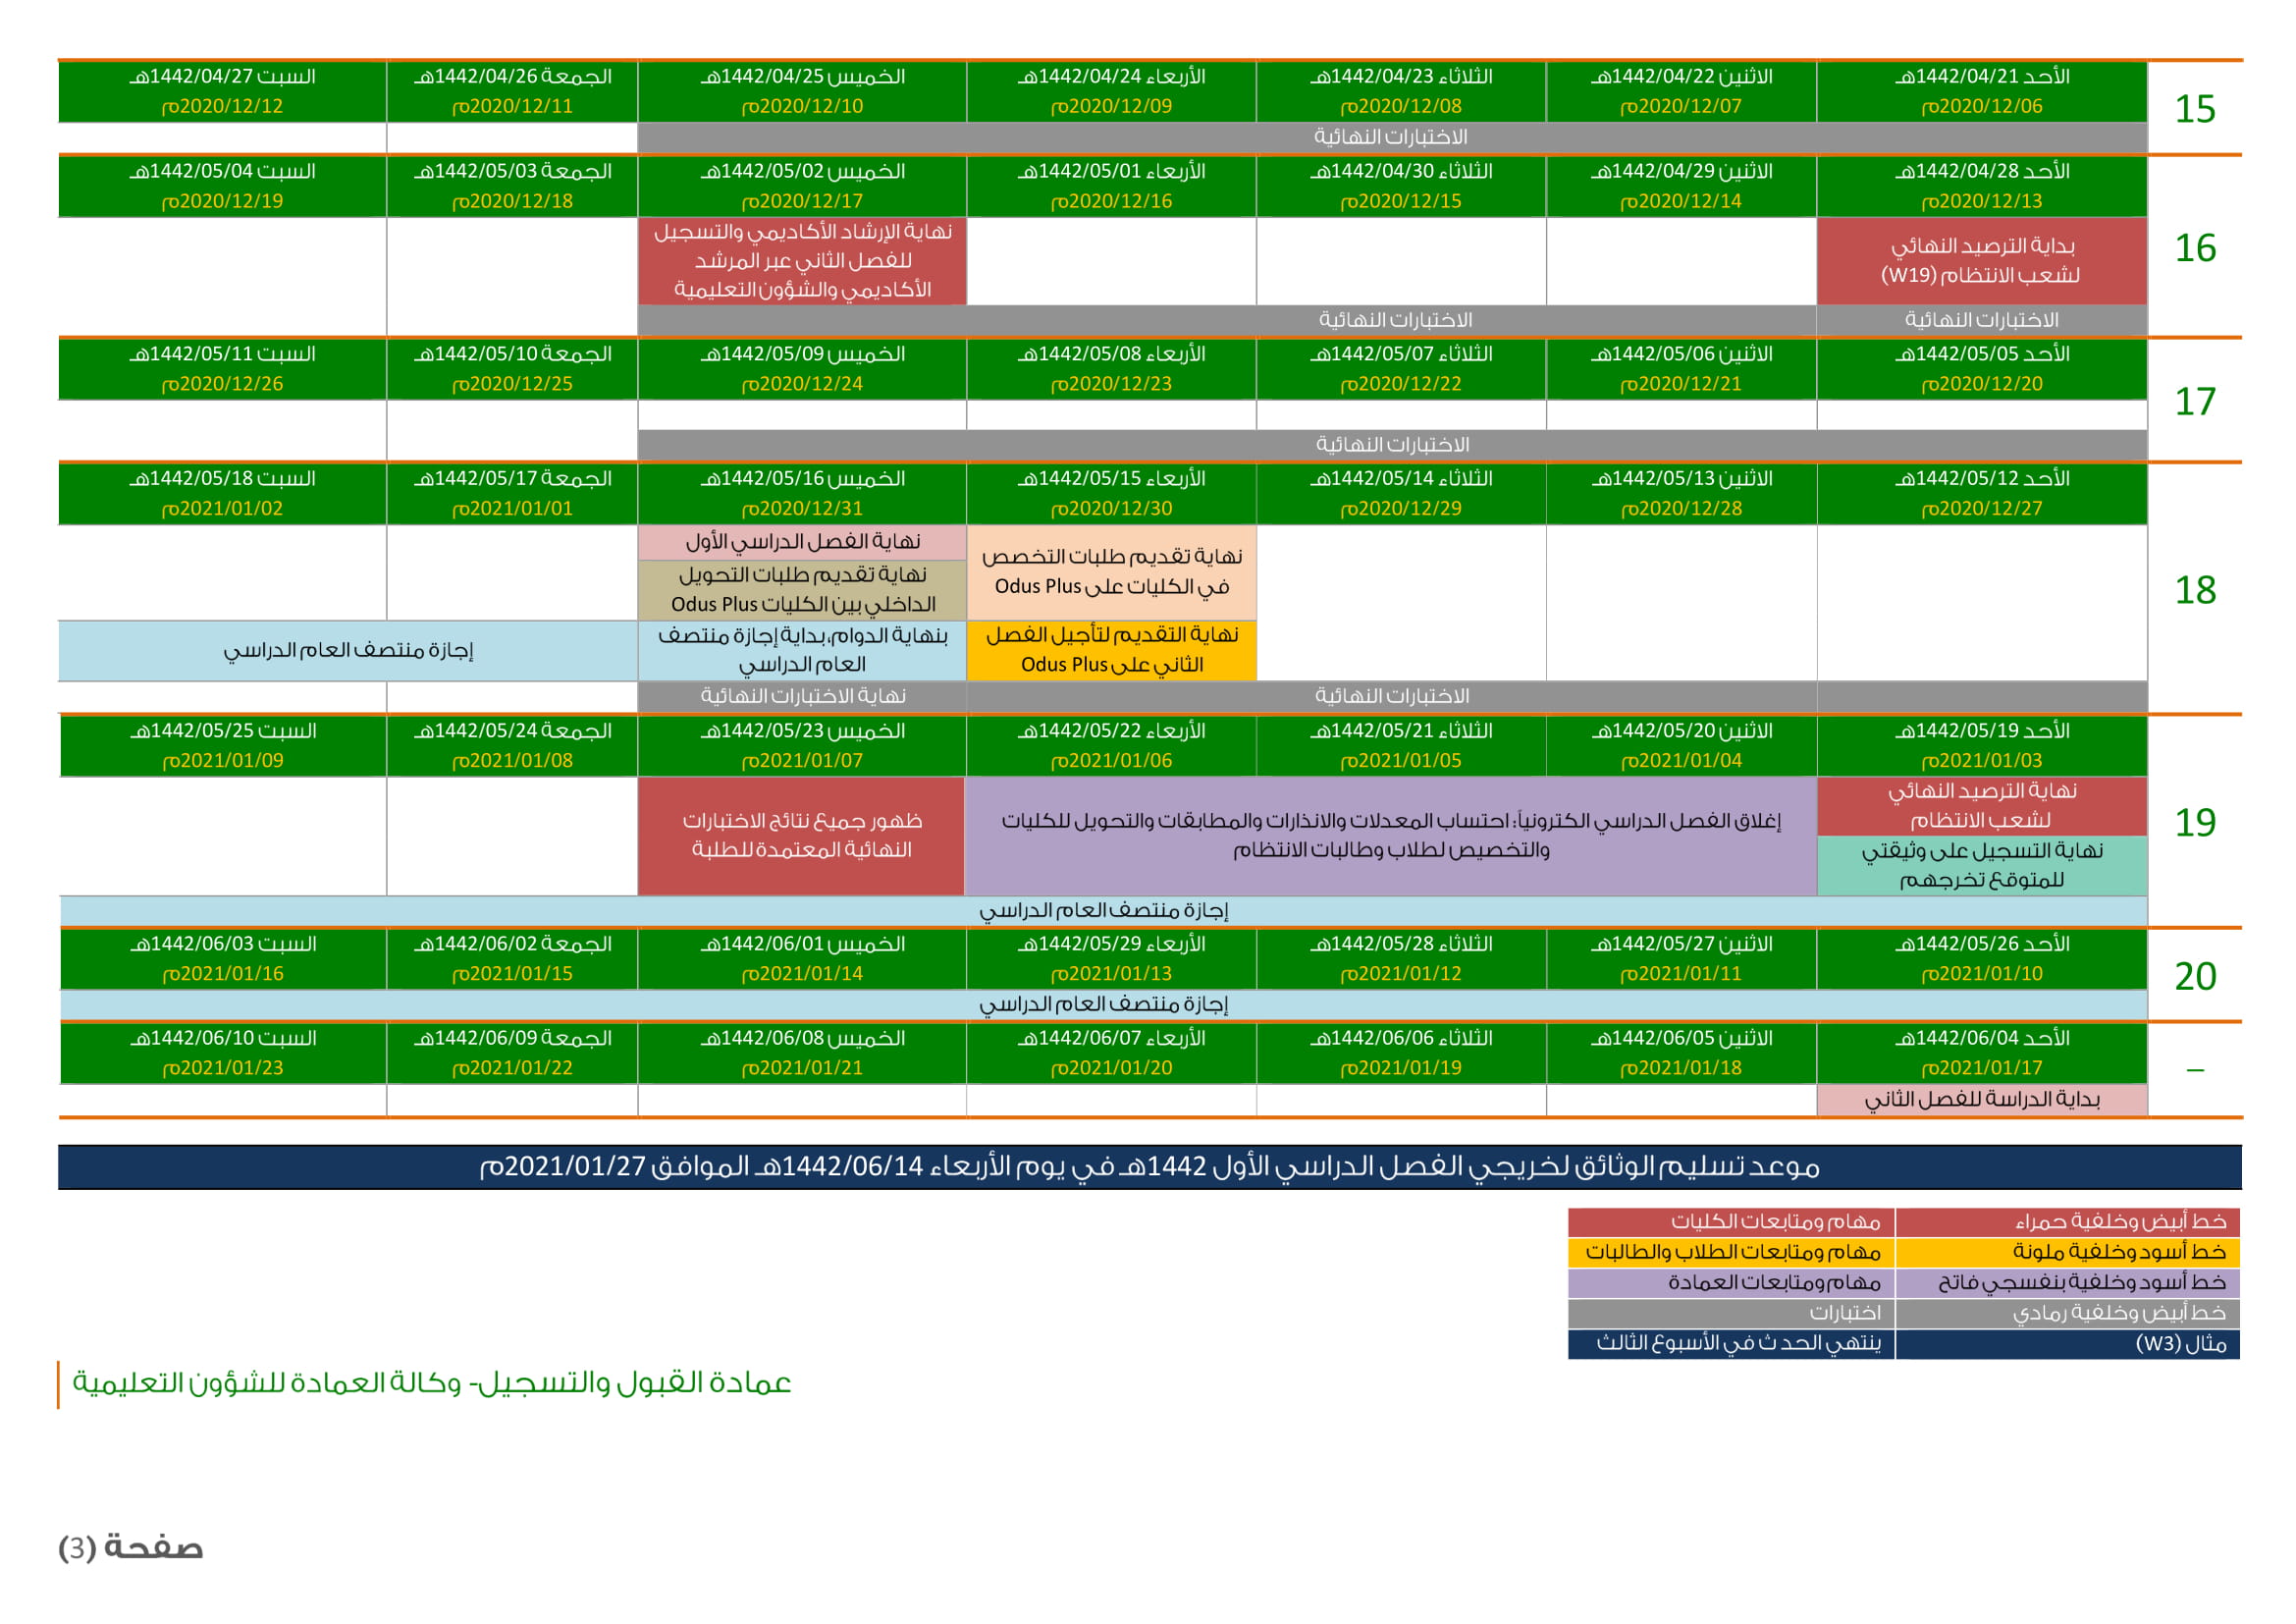 15
الأحد 1442/04/21هـ الاثنين 1442/04/22هـ الثلاثاء 1442/04/23هـ الأربعاء 1442/04/24هـ الخميس 1442/04/25هـ الجمعة 1442/04/26هـ السبت 1442/04/27هـ
2020/12/06م 2020/12/07م 2020/12/08م 2020/12/09م 2020/12/10م 2020/12/11م 2020/12/12م
الاختبارات النهائية
16
الأحد 1442/04/28هـ الاثنين 1442/04/29هـ الثلاثاء 1442/04/30هـ الأربعاء 1442/05/01هـ الخميس 1442/05/02هـ الجمعة 1442/05/03هـ السبت 1442/05/04هـ
2020/12/13م 2020/12/14م 2020/12/15م 2020/12/16م 2020/12/17م 2020/12/18م 2020/12/19م
بداية الترصيد النهائي
لشعب الانتظام (W19)
نهاية الإرشاد الأكاديمي والتسجيل
للفصل الثاني عبر المرشد
الأكاديمي والشؤون التعليمية
الاختبارات النهائية الاختبارات النهائية
17
الأحد 1442/05/05هـ الاثنين 1442/05/06هـ الثلاثاء 1442/05/07هـ الأربعاء 1442/05/08هـ الخميس 1442/05/09هـ الجمعة 1442/05/10هـ السبت 1442/05/11هـ
2020/12/20م 2020/12/21م 2020/12/22م 2020/12/23م 2020/12/24م 2020/12/25م 2020/12/26م
الاختبارات النهائية
18
الأحد 1442/05/12هـ الاثنين 1442/05/13هـ الثلاثاء 1442/05/14هـ الأربعاء 1442/05/15هـ الخميس 1442/05/16هـ الجمعة 1442/05/17هـ السبت 1442/05/18هـ
2020/12/27م 2020/12/28م 2020/12/29م 2020/12/30م 2020/12/31م 2021/01/01م 2021/01/02م
نهاية تقديم طلبات التخصص
في الكليات على Odus Plus
نهاية الفصل الدراسي الأول
نهاية تقديم طلبات التحويل
الداخلي بين الكليات Odus Plus
نهاية التقديم لتأجيل الفصل
الثاني على Odus Plus
بنهاية الدوام، بداية إجازة منتصف
العام الدراسي
إجازة منتصف العام الدراسي
الاختبارات النهائية نهاية الاختبارات النهائية
19
الأحد 1442/05/19هـ الاثنين 1442/05/20هـ الثلاثاء 1442/05/21هـ الأربعاء 1442/05/22هـ الخميس 1442/05/23هـ الجمعة 1442/05/24هـ السبت 1442/05/25هـ
2021/01/03م 2021/01/04م 2021/01/05م 2021/01/06م 2021/01/07م 2021/01/08م 2021/01/09م
نهاية الترصيد النهائي
لشعب الانتظام
نهاية التسجيل على وثيقتي
للمتوقع تخرجهم
إغلاق الفصل الدراسي الكترونياً: احتساب المعدلات والانذارات والمطابقات والتحويل للكليات
والتخصيص لطلاب وطالبات الانتظام
ظهور جميع نتائج الاختبارات
النهائية المعتمدة للطلبة
إجازة منتصف العام الدراسي
20
الأحد 1442/05/26هـ الاثنين 1442/05/27هـ الثلاثاء 1442/05/28هـ الأربعاء 1442/05/29هـ الخميس 1442/06/01هـ الجمعة 1442/06/02هـ السبت 1442/06/03هـ
2021/01/10م 2021/01/11م 2021/01/12م 2021/01/13م 2021/01/14م 2021/01/15م 2021/01/16م
إجازة منتصف العام الدراسي
–
الأحد 1442/06/04هـ الاثنين 1442/06/05هـ الثلاثاء 1442/06/06هـ الأربعاء 1442/06/07هـ الخميس 1442/06/08هـ الجمعة 1442/06/09هـ السبت 1442/06/10هـ
2021/01/17م 2021/01/18م 2021/01/19م 2021/01/20م 2021/01/21م 2021/01/22م 2021/01/23م
بداية الدراسة للفصل الثاني
موعد تسليم الوثائق لخريجي الفصل الدراسي الأول 1442هـ في يوم الأربعاء 1442/06/14هـ الموافق 2021/01/27م
خط أبيض وخلفية حمراء مهام ومتابعات الكليات
خط أسود وخلفية ملونة مهام ومتابعات الطلاب والطالبات
خط أسود وخلفية بنفسجي فاتح مهام ومتابعات العمادة
خط أبيض وخلفية رمادي اختبارات
مثال (W3) ينتهي الحدث في الأسبوع الثالث
عمادة القبول والتسجيل- وكالة العمادة للشؤون التعليمية
صفحة (3)